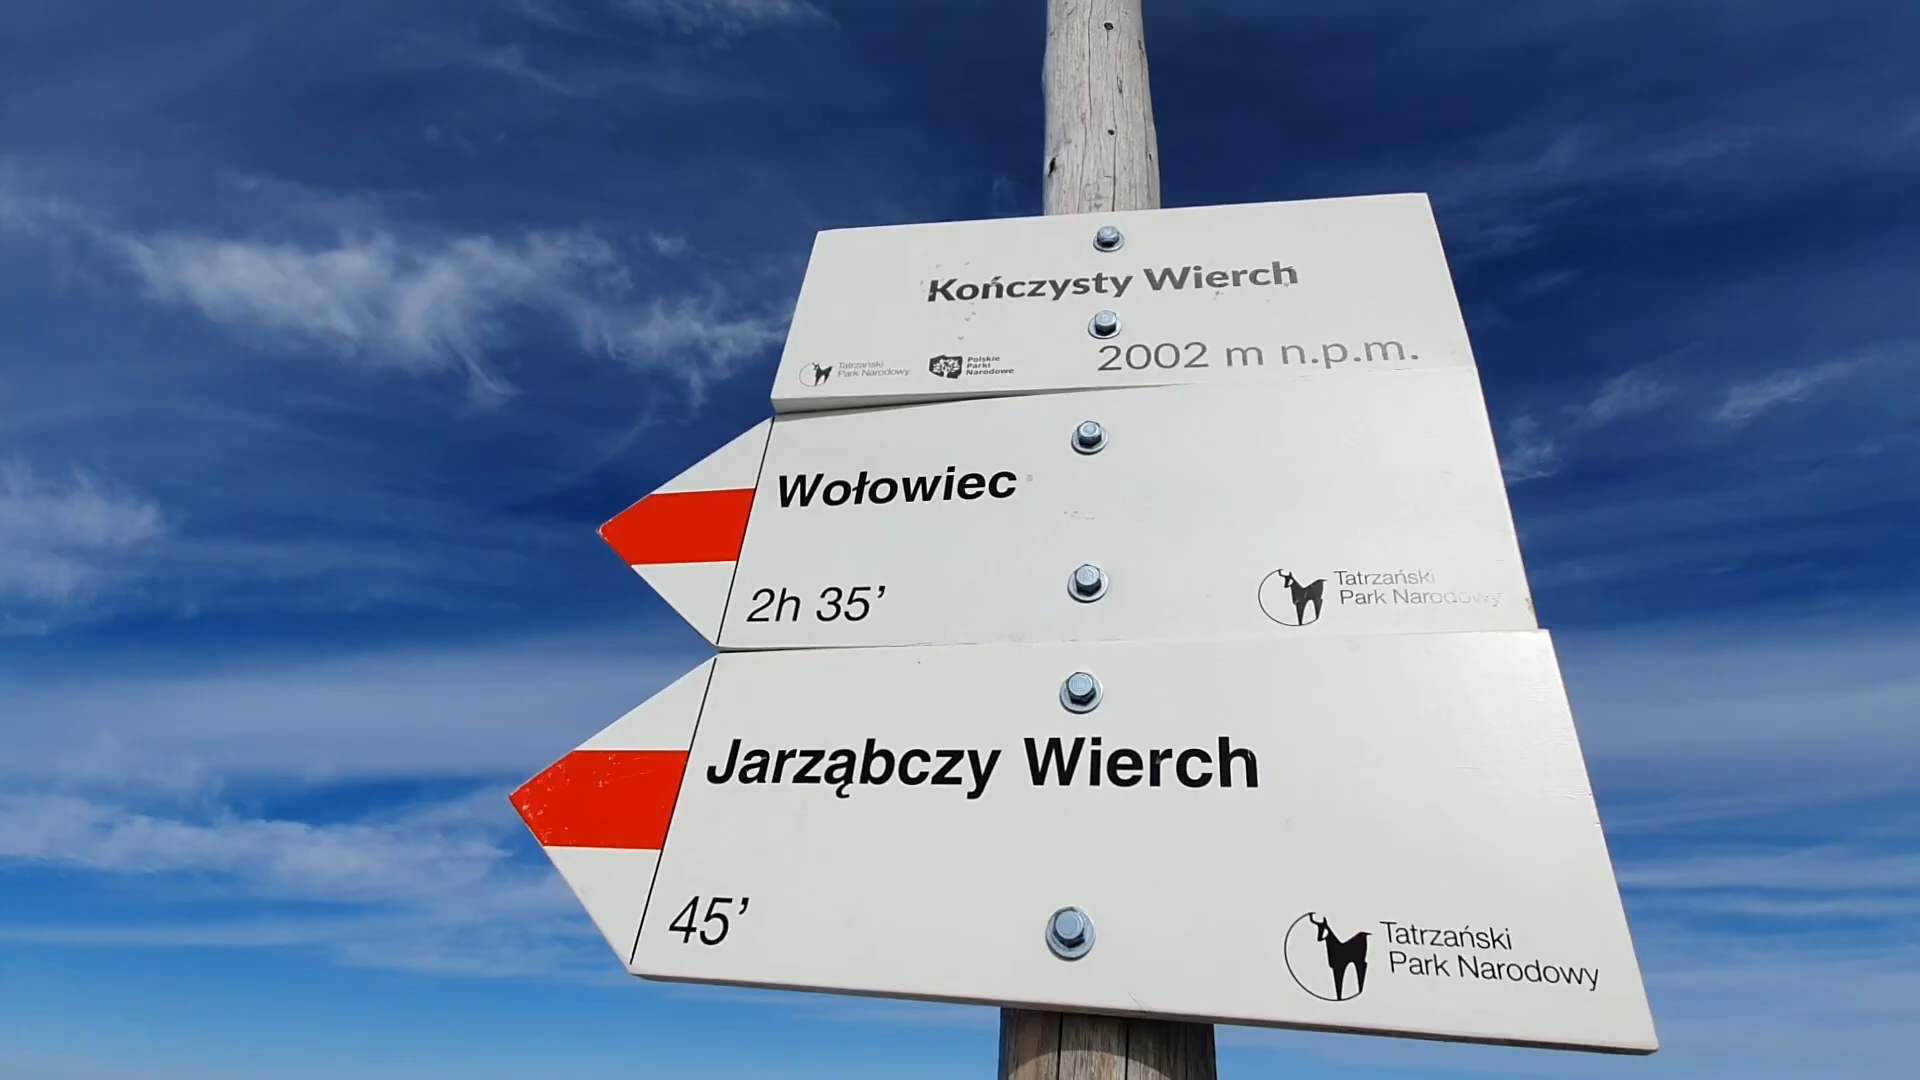 Kończysty Wierch
2002 m n.p.m.
Tatrzański
Park Narodowy
Polskie
Parki
Narodowe
Wołowiec
2h 35’
Tatrzański
Park Narodowy
Jarząbczy Wierch
45’
Tatrzański
Park Narodowy